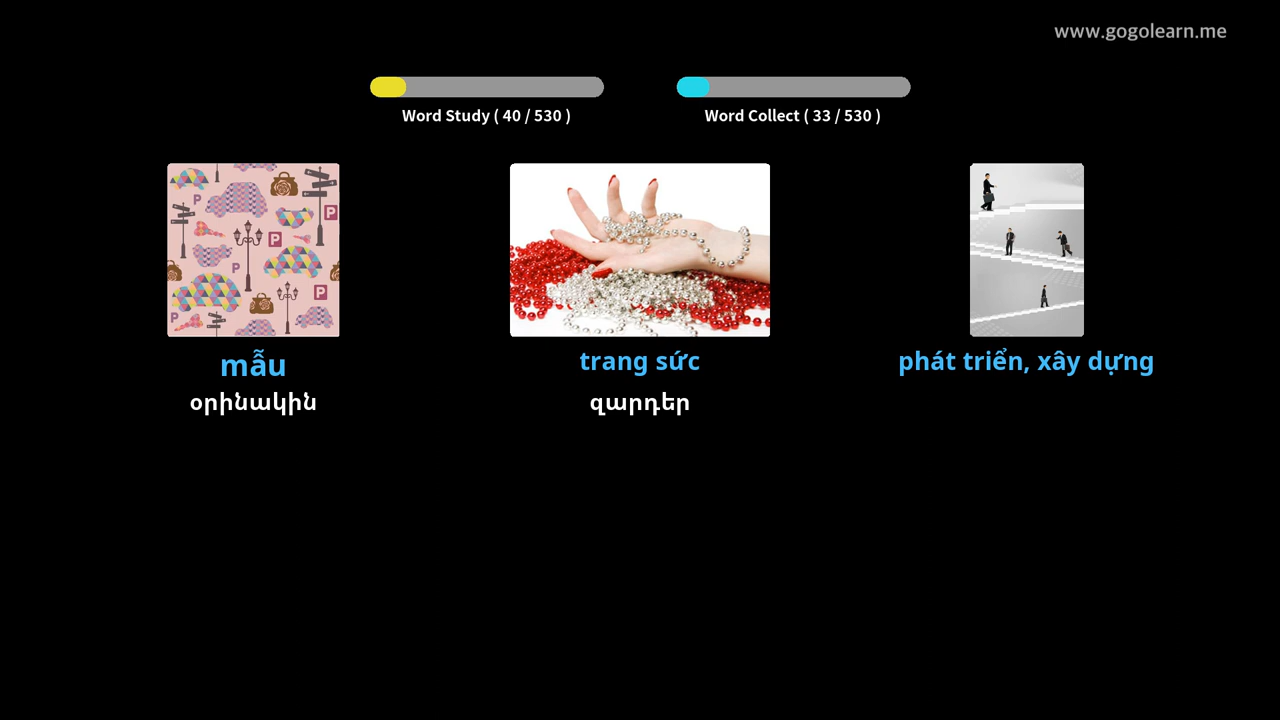 www.gogolearn.me
Word Study ( 40 / 530 )
Word Collect ( 33 / 530 )
P
P
P
P
P
P
mẫu
trang sức
phát triển, xây dựng
օրինակին
զարդեր